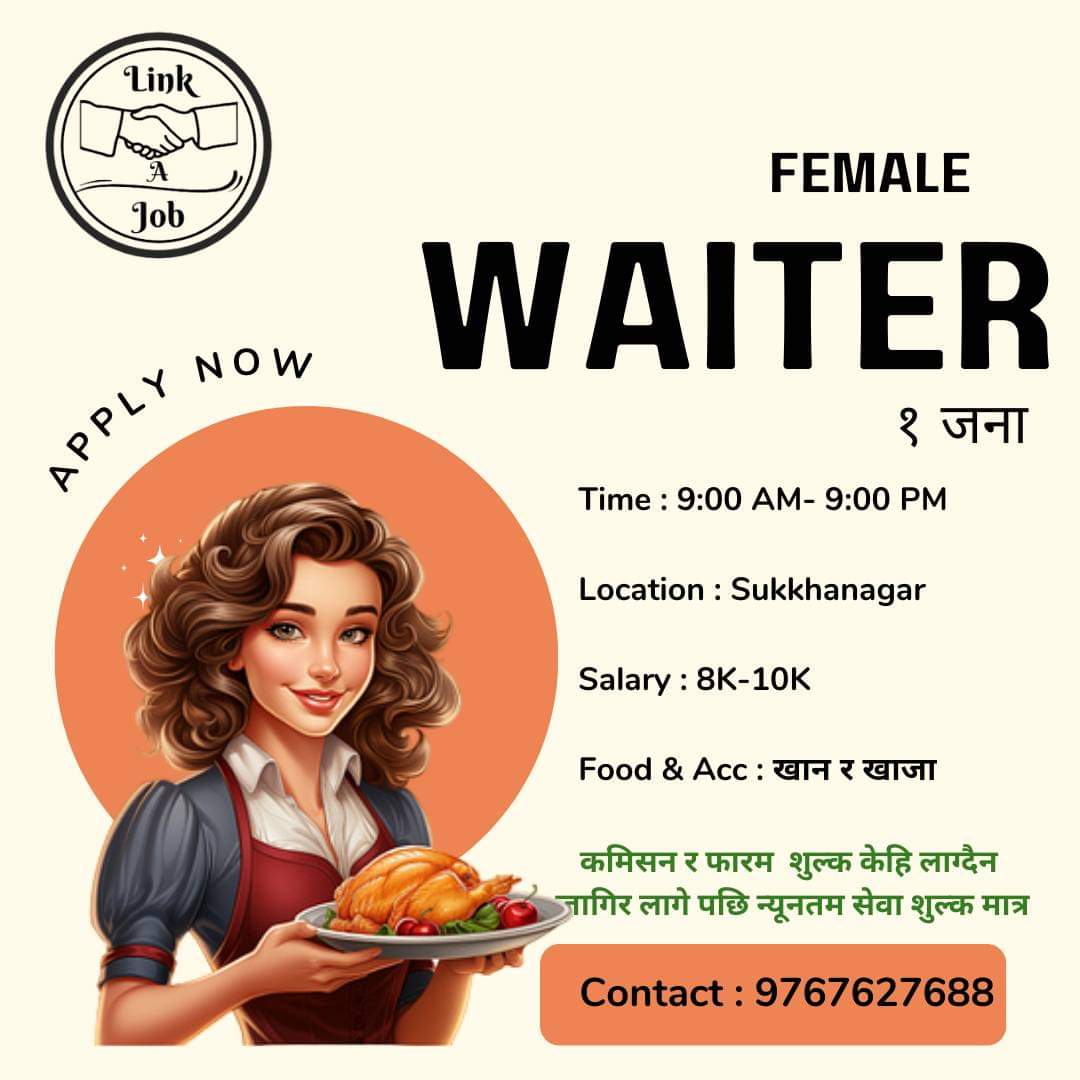 Link
A
Job
FEMALE
WAITER
१ जना
APPLY NOW
Time : 9:00 AM- 9:00 PM
Location : Sukkhanagar
Salary : 8K-10K
Food & Acc : खान र खाजा
कमिसन र फारम शुल्क केहि लाग्दैन
लागे पछि न्यूनतम सेवा शुल्क मात्र
Contact : 9767627688